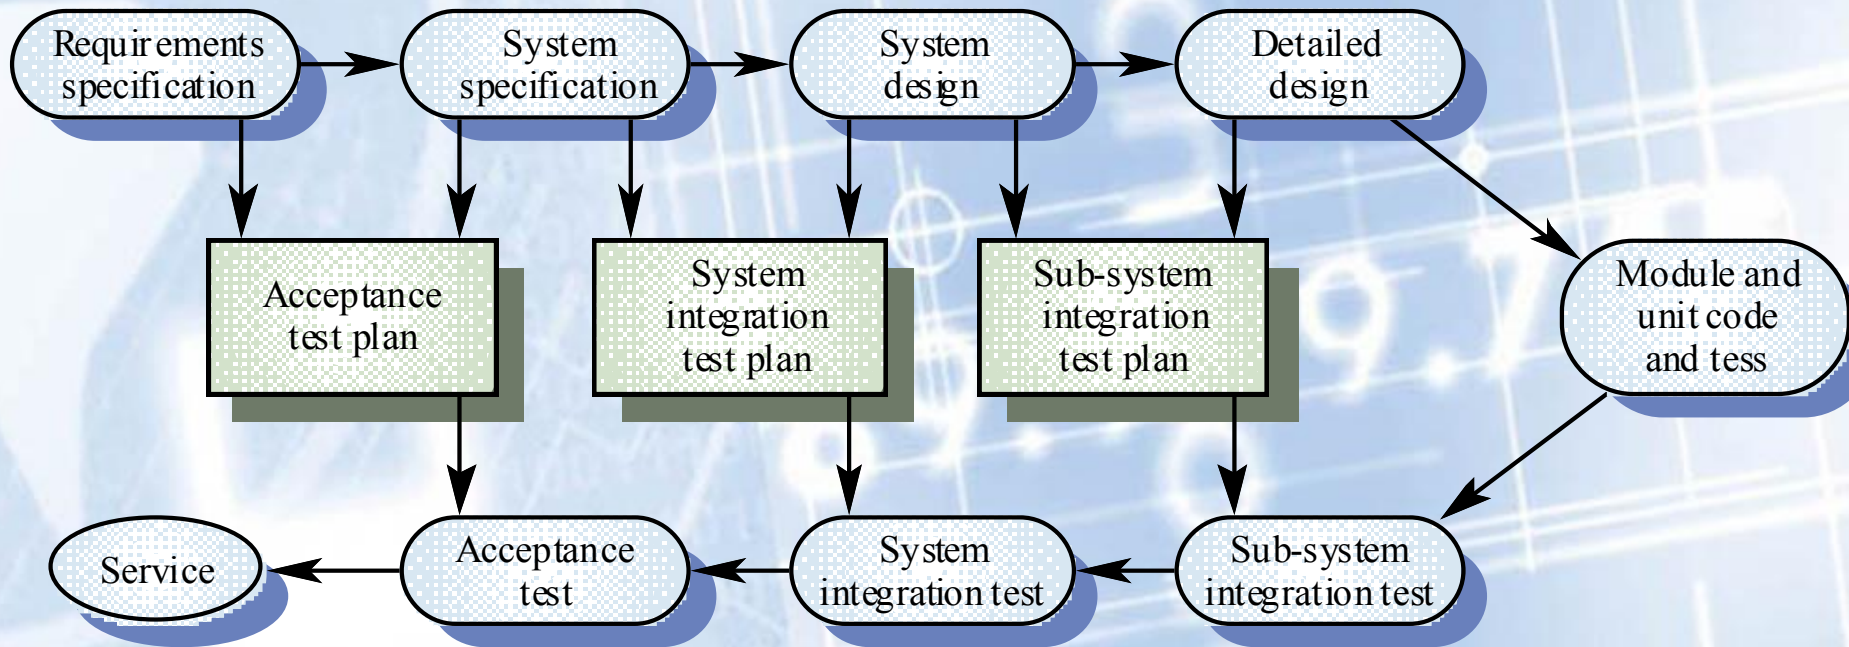 Requirements
specification
System
specification
System
design
Detailed
design
Acceptance
test plan
System
integration
test plan
Sub-system
integration
test plan
Module and
unit code
and tess
Service
Acceptance
test
System
integration test
Sub-system
integration test